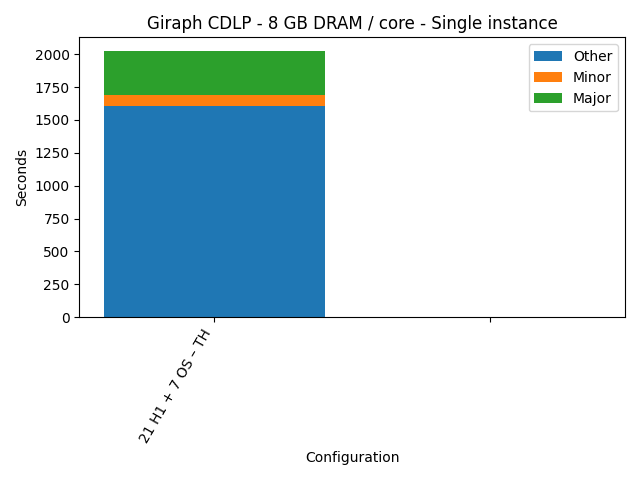 Giraph CDLP - 8 GB DRAM / core - Single instance
Other
Minor
Major
Seconds
2000
1750
1500
1250
1000
750
500
250
0
21 H1 + 7 OS – TH
Configuration